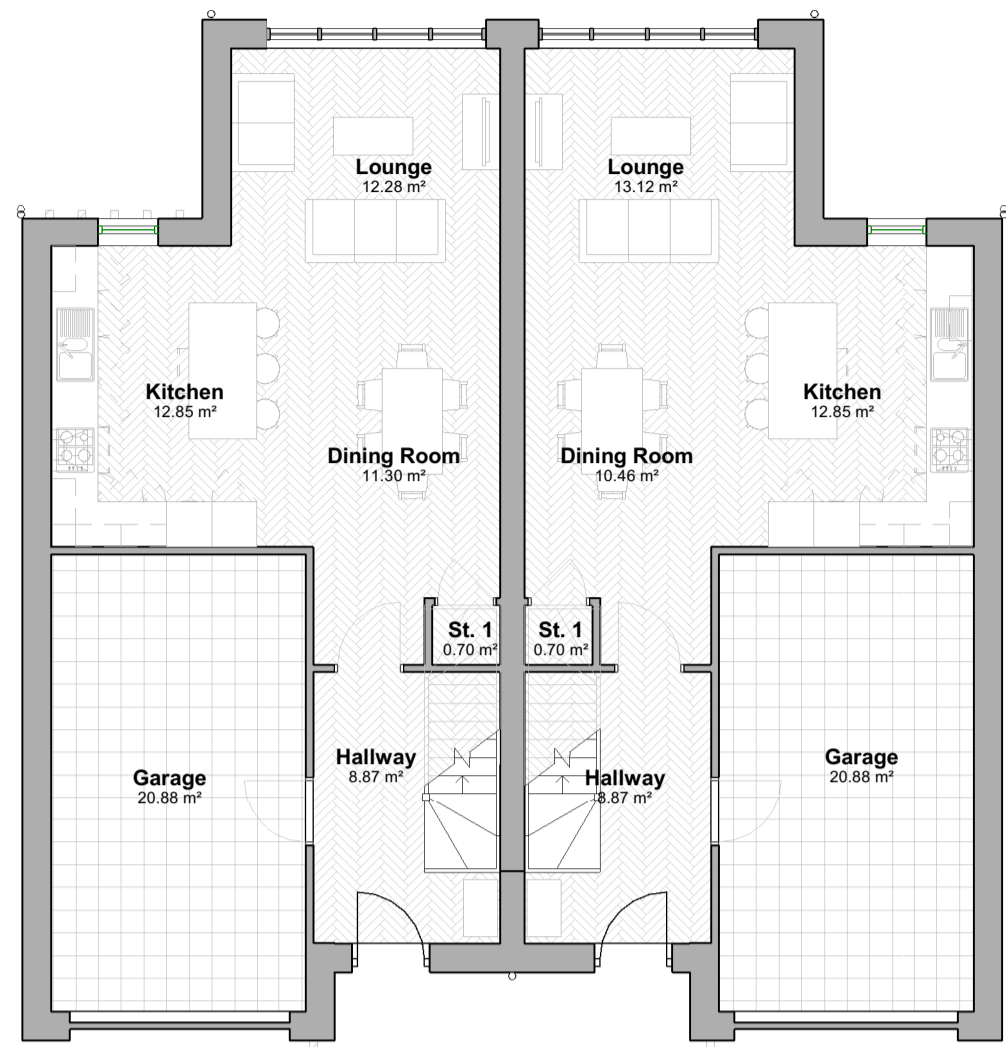 Lounge
12.28 m²
Lounge
13.12 m²
Kitchen
12.85 m²
Kitchen
12.85 m²
Dining Room
11.30 m²
Dining Room
10.46 m²
St. 1
0.70 m²
St. 1
0.70 m²
Hallway
8.87 m²
Hallway
8.87 m²
Garage
20.88 m²
Garage
20.88 m²